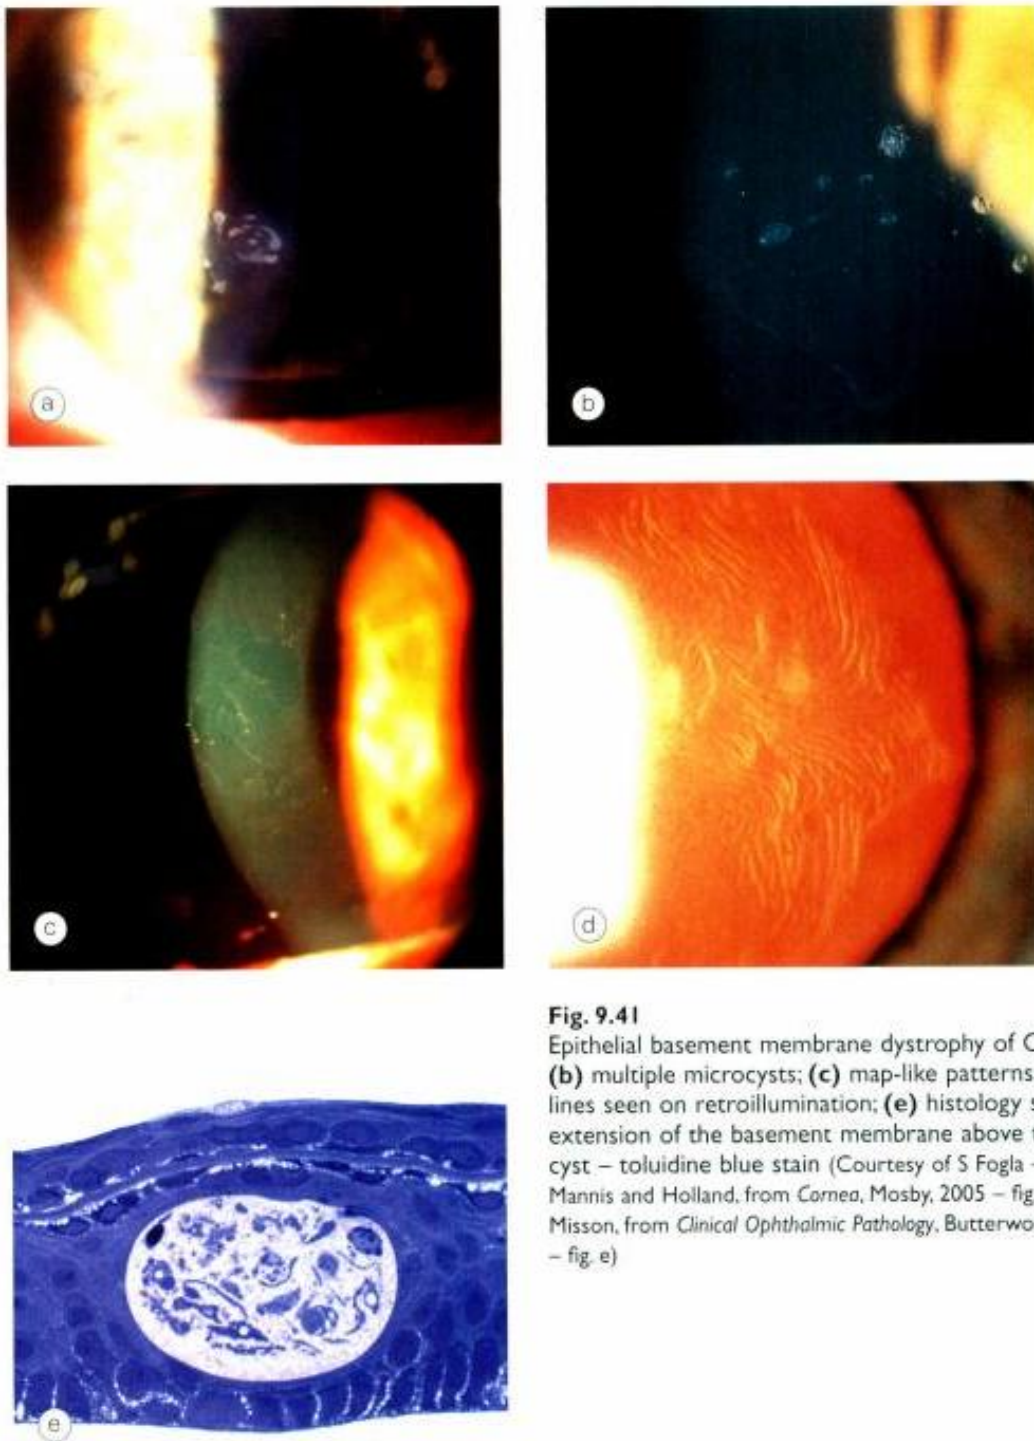 a
b
c
d
e
Fig. 9.41
Epithelial basement membrane dystrophy of
(b) multiple microcysts; (c) map-like patterns
lines seen on retroillumination; (e) histology
extension of the basement membrane above
cyst – toluidine blue stain (Courtesy of S Fogla
Mannis and Holland, from Cornea, Mosby, 2005 – fig
Misson, from Clinical Ophthalmic Pathology,
– fig. e)